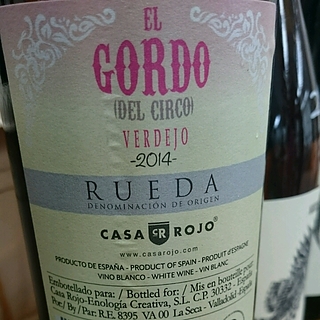 EL
GORDO
(DEL CIRCO)
VERDEJO
-2014-
RUEDA
DENOMINACIÓN DE ORIGEN
CASA CR ROJO®
www.casarojo.com
PRODUCTO DE ESPAÑA - PRODUCT OF SPAIN - PRODUIT D'ESPAGNE
VINO BLANCO - WHITE WINE - VIN BLANC
Embotellado para: / Bottled for: / Mis en bouteille pour:
Casa Rojo-Enología Creativa, S.L. C.P. 30332 - España
Por/ By / Par: R.E. 8395 VA 00 La Seca - Valladolid España